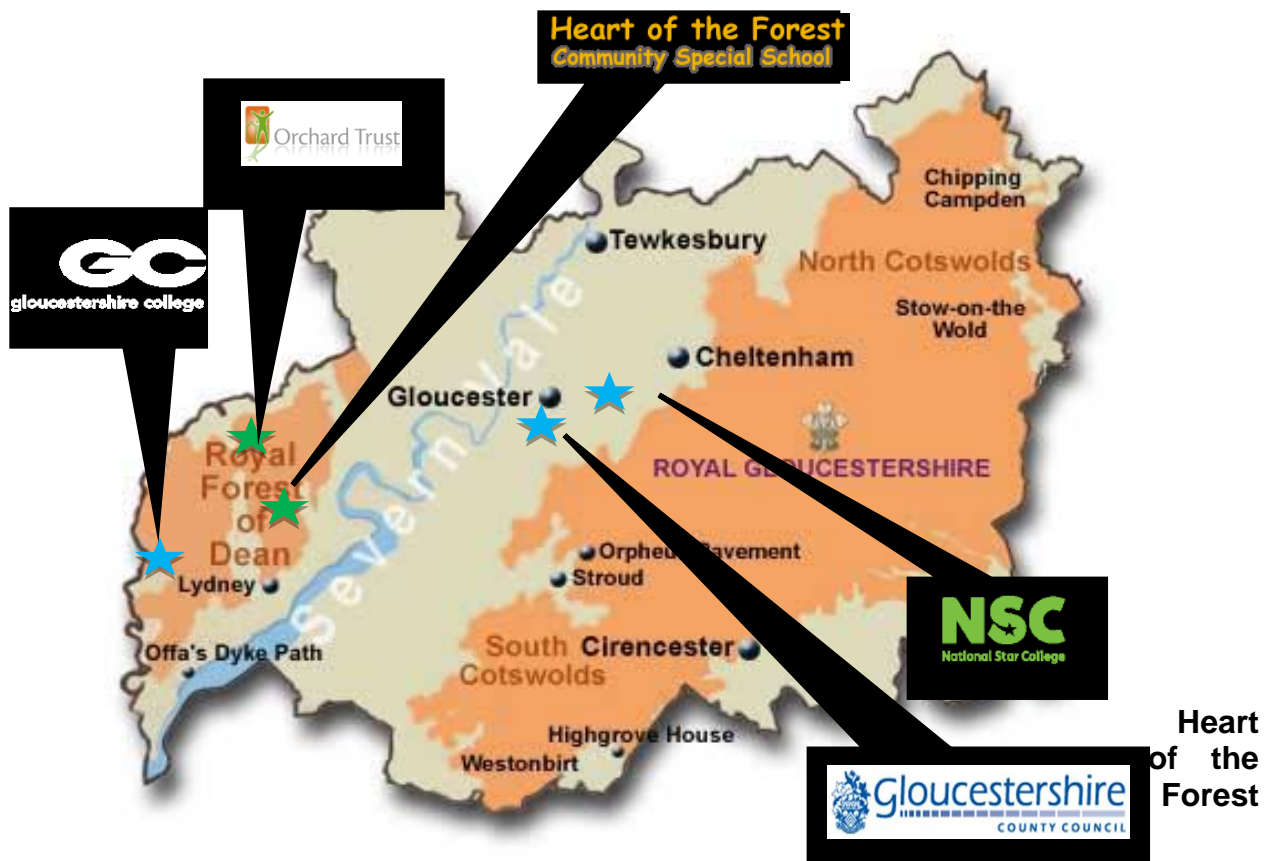 Heart of the Forest
Community Special School
Orchard Trust
GC
gloucestershire college
Chipping
Campden
Tewkesbury
North Cotswolds
Stow-on-the
Wold
Cheltenham
Gloucester
Severn Vale
ROYAL GLOUCESTERSHIRE
Royal
Forest
of
Dean
Lydney
Stroud
Offa's Dyke Path
South
Cotswolds
Cirencester
NSC
National Star College
Highgrove House
Westonbirt
Heart
of the
Forest
Gloucestershire
COUNTY COUNCIL